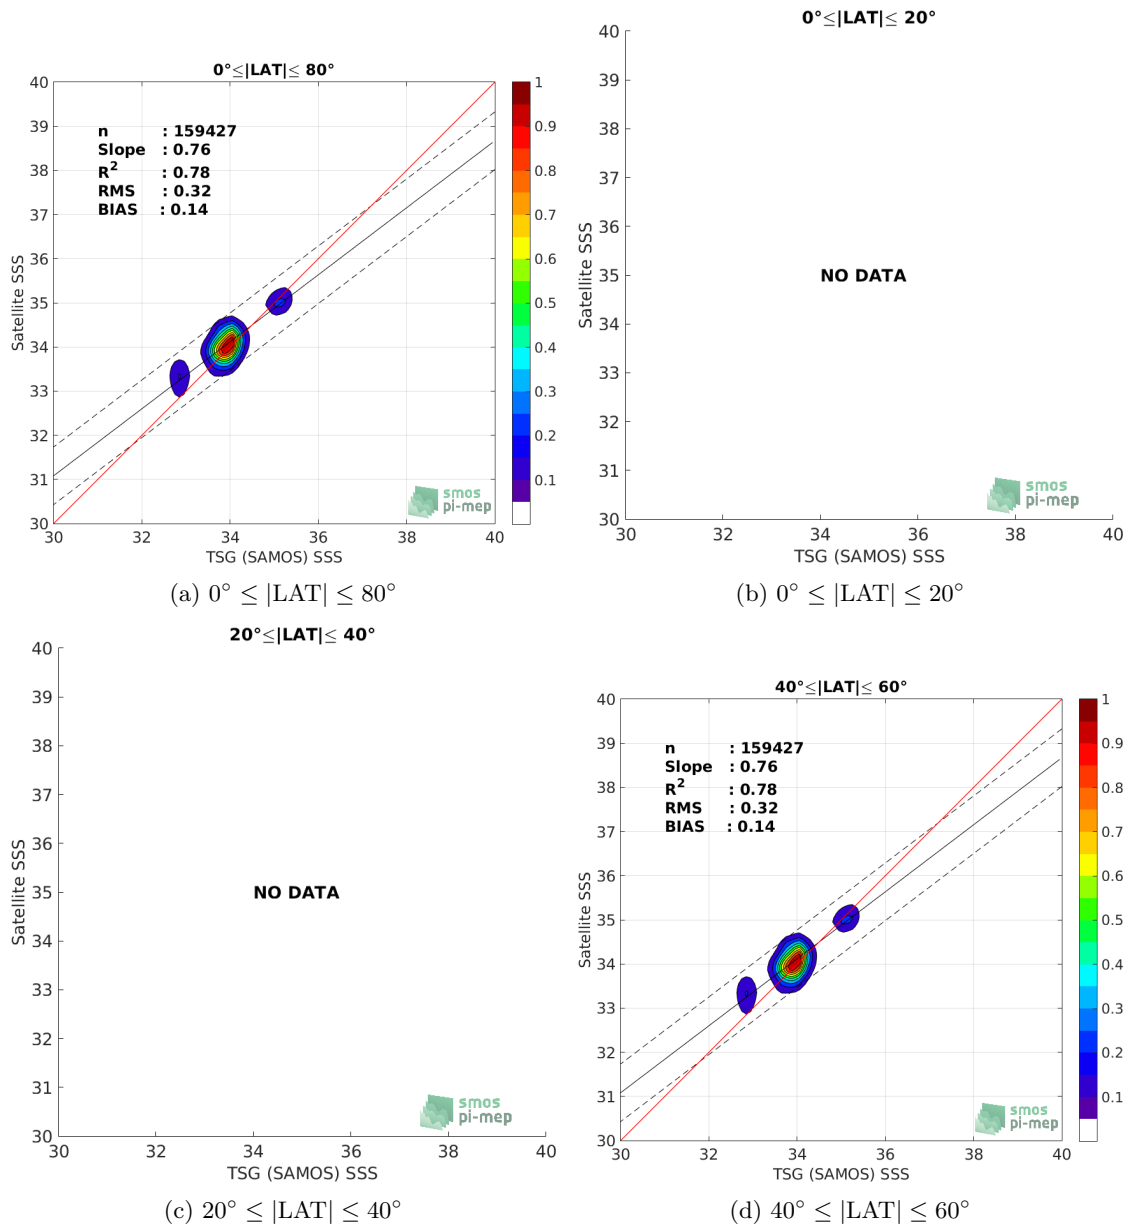 0°≤|LAT|≤ 80°
40
39
38
37
36
35
34
33
32
31
30
Satellite SSS
n : 159427
Slope : 0.76
R2 : 0.78
RMS : 0.32
BIAS : 0.14
smos
pi-mep
30 32 34 36 38 40
TSG (SAMOS) SSS
1
0.9
0.8
0.7
0.6
0.5
0.4
0.3
0.2
0.1
(a) 0° ≤ |LAT| ≤ 80°
0°≤|LAT|≤ 20°
40
39
38
37
36
35
34
33
32
31
30
Satellite SSS
NO DATA
smos
pi-mep
30 32 34 36 38 40
TSG (SAMOS) SSS
(b) 0° ≤ |LAT| ≤ 20°
20°≤|LAT|≤ 40°
40
39
38
37
36
35
34
33
32
31
30
Satellite SSS
NO DATA
smos
pi-mep
30 32 34 36 38 40
TSG (SAMOS) SSS
(c) 20° ≤ |LAT| ≤ 40°
40°≤|LAT|≤ 60°
40
39
38
37
36
35
34
33
32
31
30
Satellite SSS
n : 159427
Slope : 0.76
R2 : 0.78
RMS : 0.32
BIAS : 0.14
smos
pi-mep
30 32 34 36 38 40
TSG (SAMOS) SSS
1
0.9
0.8
0.7
0.6
0.5
0.4
0.3
0.2
0.1
(d) 40° ≤ |LAT| ≤ 60°